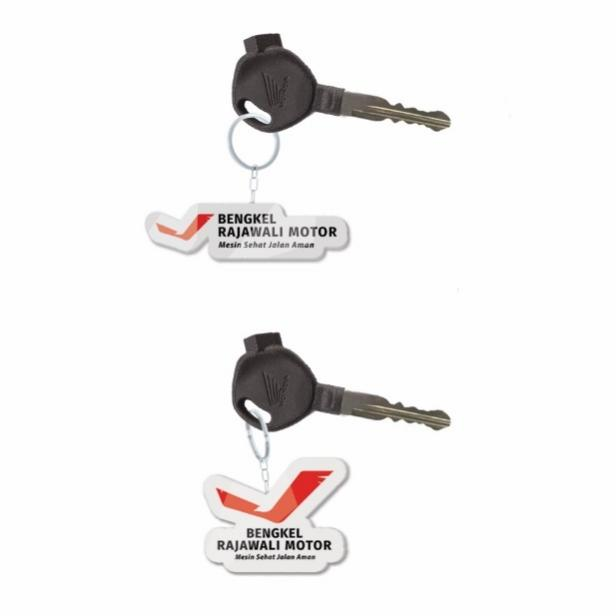 BENGKEL
RAJAWALI MOTOR
Mesin Sehat Jalan Aman
BENGKEL
RAJAWALI MOTOR
Mesin Sehat Jalan Aman